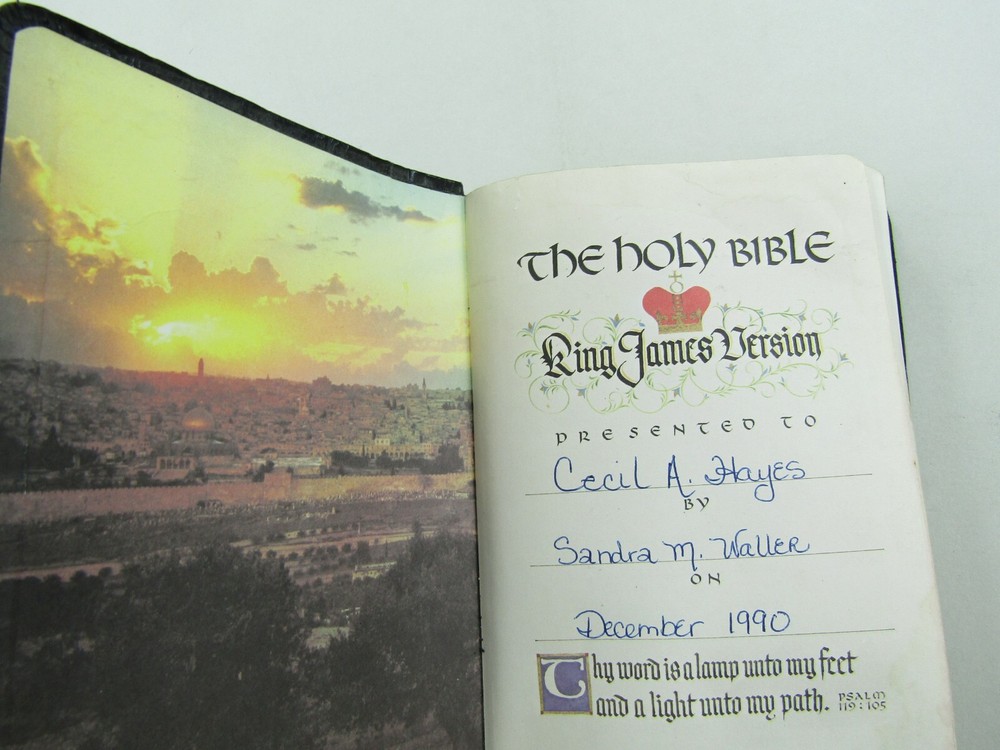 The Holy Bible
King James Version
PRESENTED TO
Cecil A. Hayes
BY
Sandra M. Waller
ON
December 1990
Thy word is a lamp unto my feet
and a light unto my path. PSALM 119:105